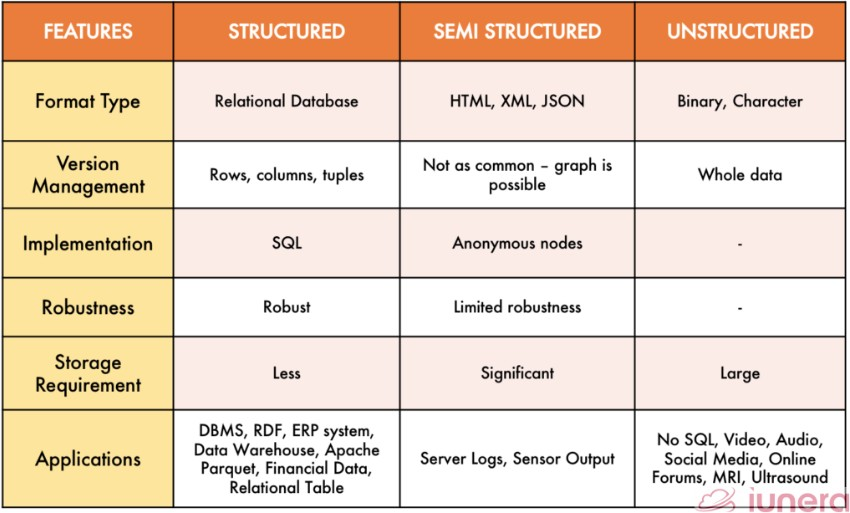 FEATURES STRUCTURED SEMI STRUCTURED UNSTRUCTURED
Format Type Relational Database HTML, XML, JSON Binary, Character
Version
Management
Rows, columns, tuples
Not as common – graph is
possible
Whole data
Implementation SQL Anonymous nodes -
Robustness Robust Limited robustness -
Storage
Requirement
Less Significant Large
Applications
DBMS, RDF, ERP system,
Data Warehouse, Apache
Parquet, Financial Data,
Relational Table
Server Logs, Sensor Output
No SQL, Video, Audio,
Social Media, Online
Forums, MRI, Ultrasound
iunera